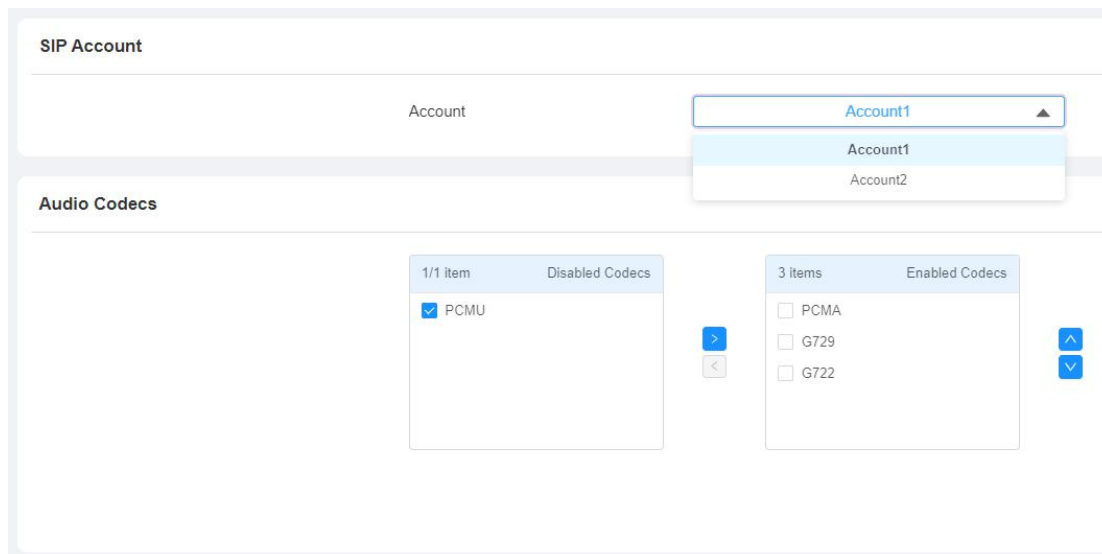 SIP Account
Account
Account1
Account1
Account2
Audio Codecs
1/1 item Disabled Codecs
PCMU
3 items Enabled Codecs
PCMA
G729
G722